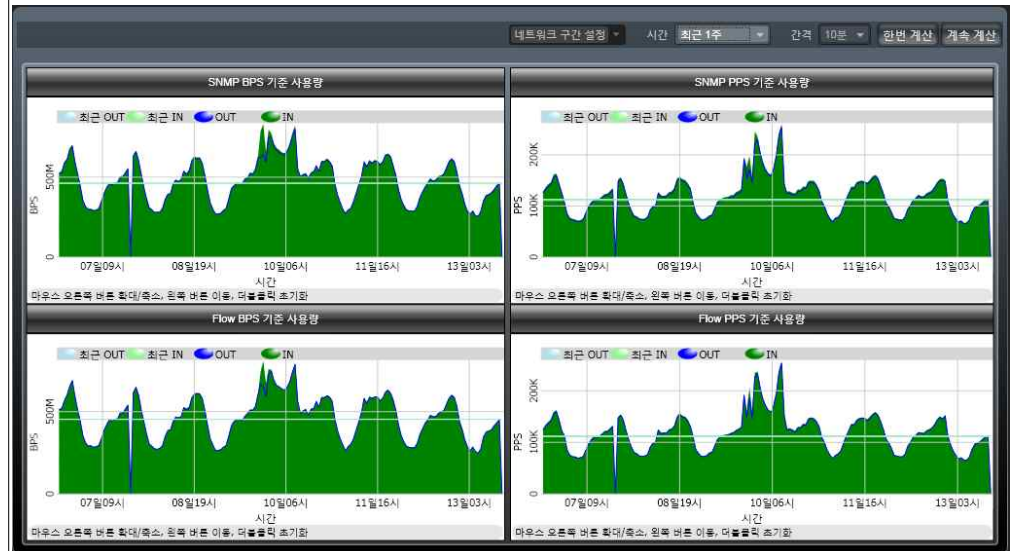 네트워크 구간 설정 시간 최근 1주 간격 10분 한번 계산 계속 계산
SNMP BPS 기준 사용량
최근 OUT 최근 IN OUT IN
500M
0
BPS
07일09시 08일19시 10일06시 11일16시 13일03시
시간
마우스 오른쪽 버튼 확대/축소, 왼쪽 버튼 이동, 더블클릭 초기화
SNMP PPS 기준 사용량
최근 OUT 최근 IN OUT IN
200K
100K
0
PPS
07일09시 08일19시 10일06시 11일16시 13일03시
시간
마우스 오른쪽 버튼 확대/축소, 왼쪽 버튼 이동, 더블클릭 초기화
Flow BPS 기준 사용량
최근 OUT 최근 IN OUT IN
500M
0
BPS
07일09시 08일19시 10일06시 11일16시 13일03시
시간
마우스 오른쪽 버튼 확대/축소, 왼쪽 버튼 이동, 더블클릭 초기화
Flow PPS 기준 사용량
최근 OUT 최근 IN OUT IN
200K
100K
0
PPS
07일09시 08일19시 10일06시 11일16시 13일03시
시간
마우스 오른쪽 버튼 확대/축소, 왼쪽 버튼 이동, 더블클릭 초기화